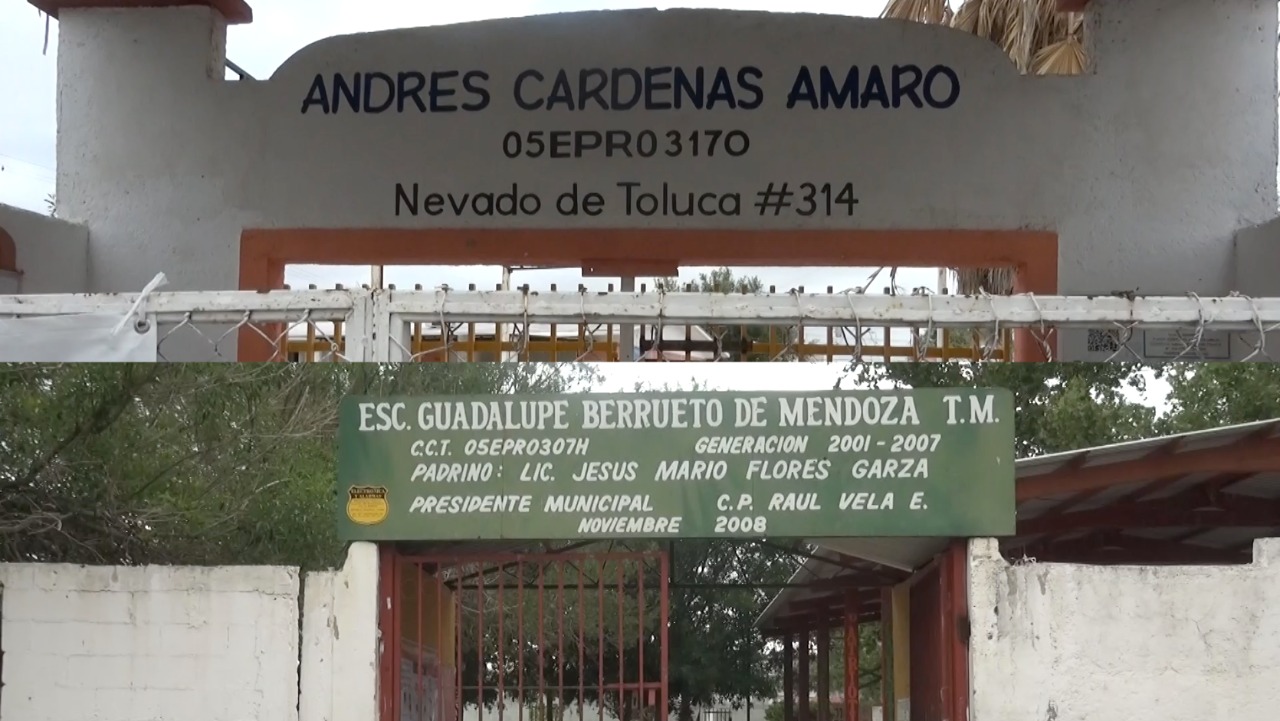 ANDRES CARDENAS AMARO
05EPR0317O
Nevado de Toluca #314
ESC. GUADALUPE BERRUETO DE MENDOZA T.M.
C.C.T. 05EPR0307H GENERACION 2001-2007
PADRINO: LIC. JESUS MARIO FLORES GARZA
PRESIDENTE MUNICIPAL C.P. RAUL VELA E.
NOVIEMBRE 2008